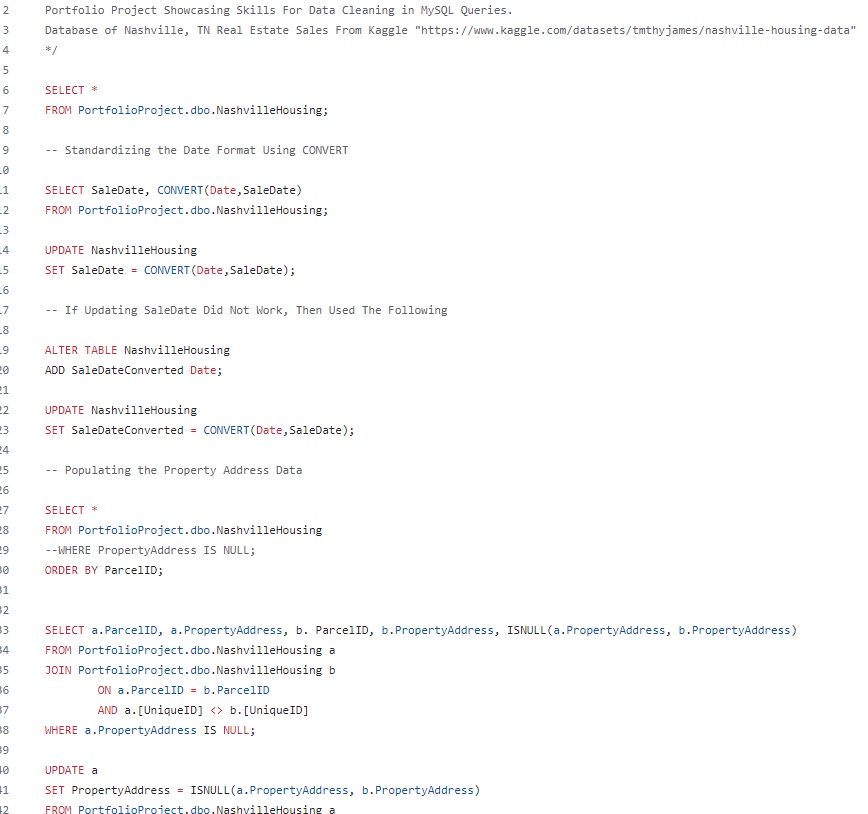 2 Portfolio Project Showcasing Skills For Data Cleaning in MySQL Queries.
3 Database of Nashville, TN Real Estate Sales From Kaggle "https://www.kaggle.com/datasets/tmthyjames/nashville-housing-data"
4 */
5
6 SELECT *
7 FROM PortfolioProject.dbo.NashvilleHousing;
8
9 -- Standardizing the Date Format Using CONVERT
10
11 SELECT SaleDate, CONVERT(Date,SaleDate)
12 FROM PortfolioProject.dbo.NashvilleHousing;
13
14 UPDATE NashvilleHousing
15 SET SaleDate = CONVERT(Date,SaleDate);
16
17 -- If Updating SaleDate Did Not Work, Then Used The Following
18
19 ALTER TABLE NashvilleHousing
20 ADD SaleDateConverted Date;
21
22 UPDATE NashvilleHousing
23 SET SaleDateConverted = CONVERT(Date,SaleDate);
24
25 -- Populating the Property Address Data
26
27 SELECT *
28 FROM PortfolioProject.dbo.NashvilleHousing
29 --WHERE PropertyAddress IS NULL;
30 ORDER BY ParcelID;
31
32
33 SELECT a.ParcelID, a.PropertyAddress, b. ParcelID, b.PropertyAddress, ISNULL(a.PropertyAddress, b.PropertyAddress)
34 FROM PortfolioProject.dbo.NashvilleHousing a
35 JOIN PortfolioProject.dbo.NashvilleHousing b
36 ON a.ParcelID = b.ParcelID
37 AND a.[UniqueID] <> b.[UniqueID]
38 WHERE a.PropertyAddress IS NULL;
39
40 UPDATE a
41 SET PropertyAddress = ISNULL(a.PropertyAddress, b.PropertyAddress)
42 FROM PortfolioProject.dbo.NashvilleHousing a